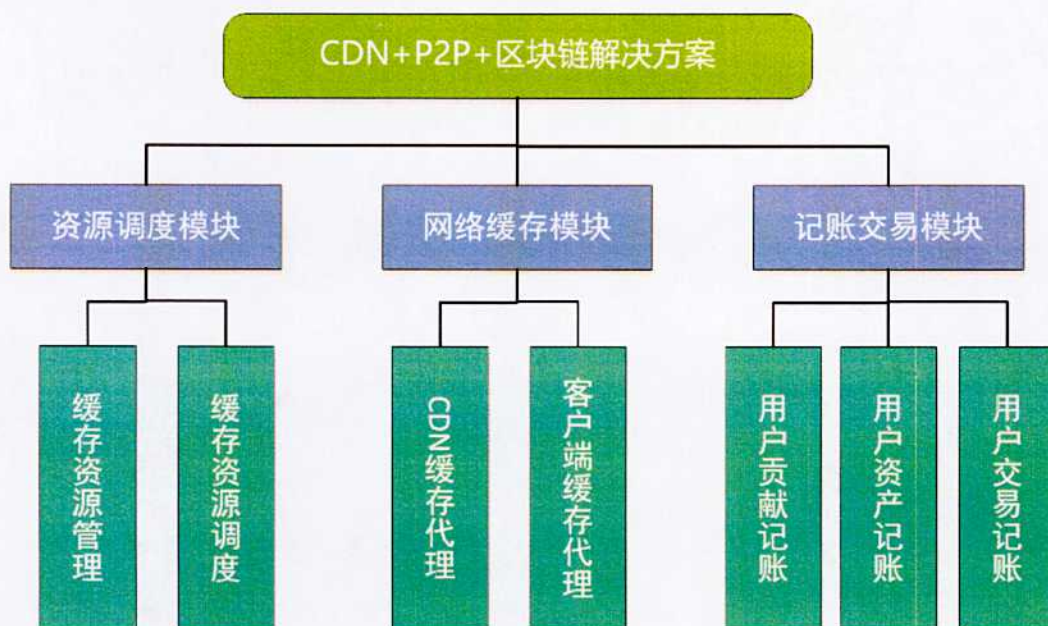 CDN+P2P+区块链解决方案
资源调度模块
网络缓存模块
记账交易模块
缓存资源管理
缓存资源调度
CDN缓存代理
客户端缓存代理
用户贡献记账
用户资产记账
用户交易记账